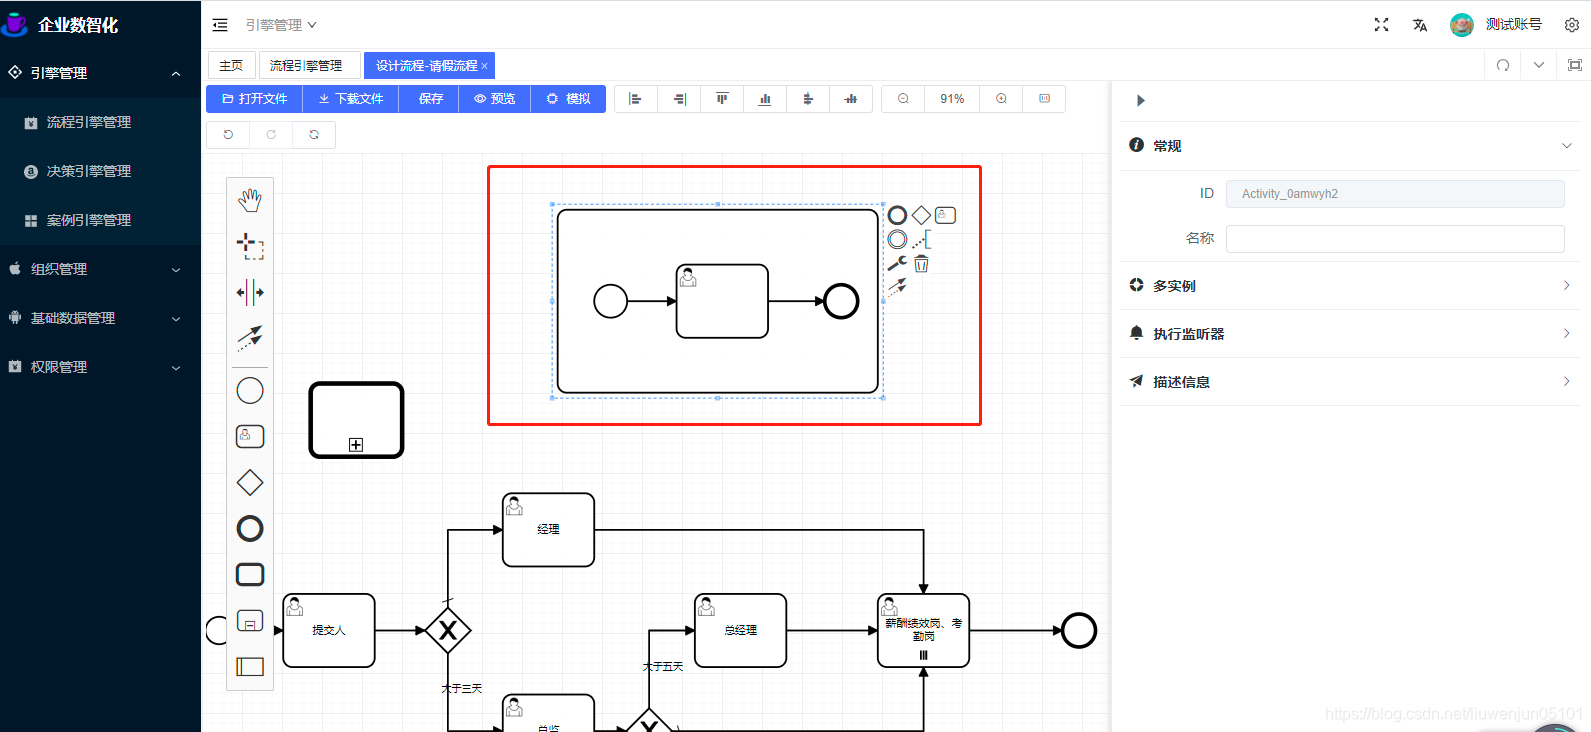 企业数智化
引擎管理
测试账号
引擎管理
流程引擎管理
决策引擎管理
案例引擎管理
组织管理
基础数据管理
权限管理
主页
流程引擎管理
设计流程-请假流程 ×
打开文件
下载文件
保存
预览
模拟
91%
常规
ID
Activity_0amwyh2
名称
多实例
执行监听器
描述信息
经理
提交人
总经理
薪酬绩效岗、考
勤岗
大于五天
大于三天
总监
https://blog.csdn.net/liuwenjun05101